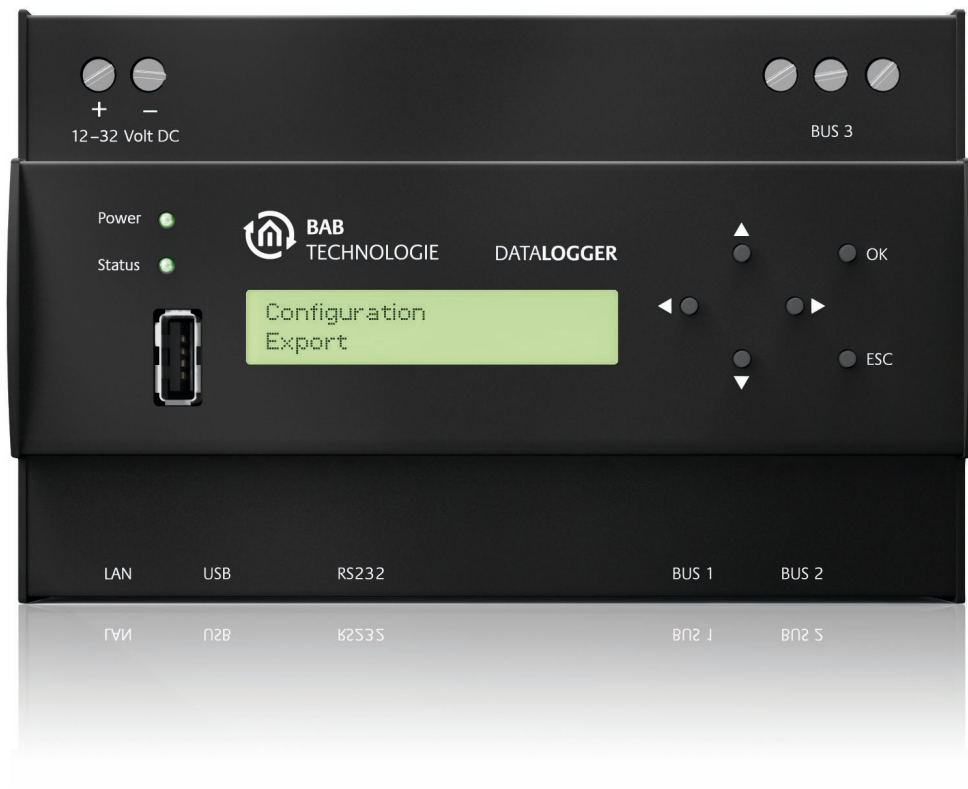 + –
12–32 Volt DC
BUS 3
Power
Status
BAB
TECHNOLOGIE
DATALOGGER
Configuration
Export
OK
ESC
LAN USB RS232 BUS 1 BUS 2